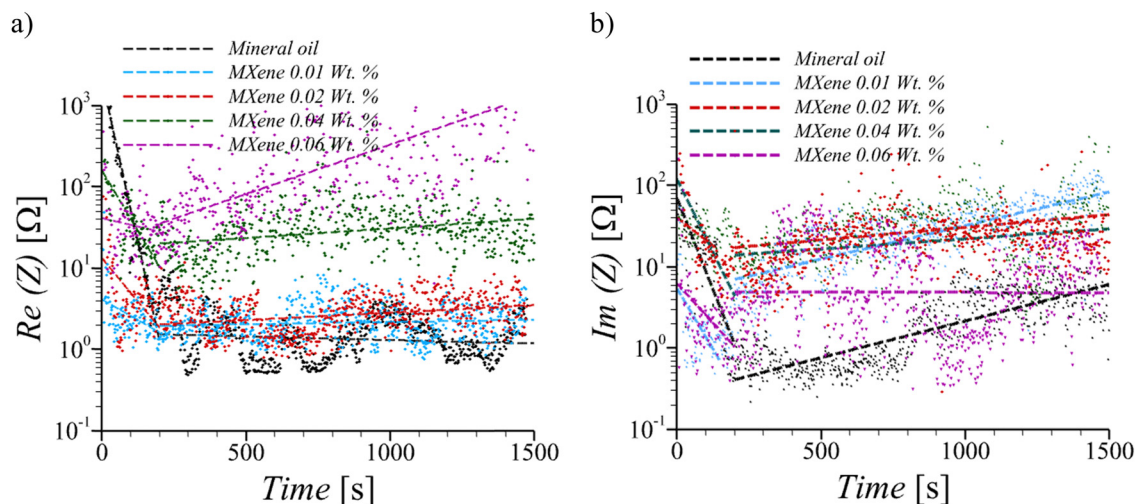 a)
Mineral oil
MXene 0.01 Wt. %
MXene 0.02 Wt. %
MXene 0.04 Wt. %
MXene 0.06 Wt. %
10³
10²
10¹
10⁰
10⁻¹
Re (Z) [Ω]
0
500
1000
1500
Time [s]
b)
Mineral oil
MXene 0.01 Wt. %
MXene 0.02 Wt. %
MXene 0.04 Wt. %
MXene 0.06 Wt. %
10³
10²
10¹
10⁰
10⁻¹
Im (Z) [Ω]
0
500
1000
1500
Time [s]